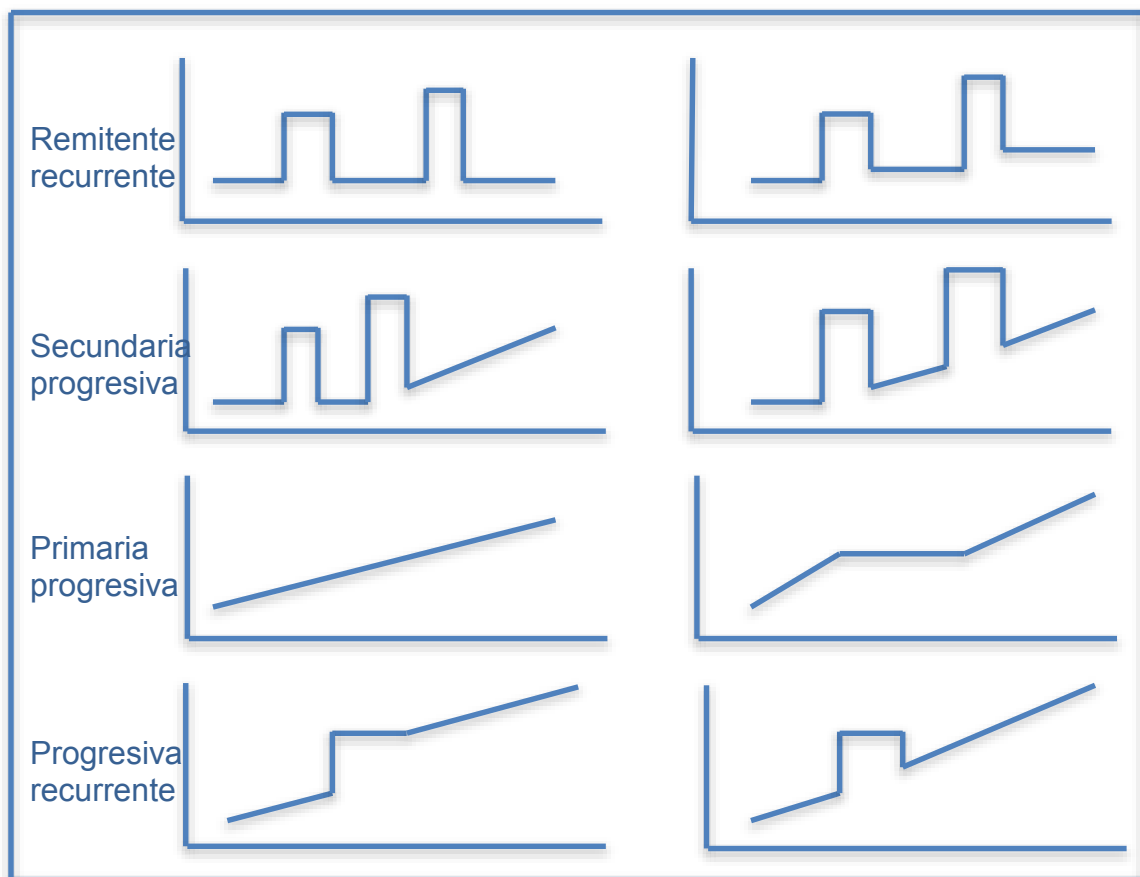 Remitente
recurrente
Secundaria
progresiva
Primaria
progresiva
Progresiva
recurrente